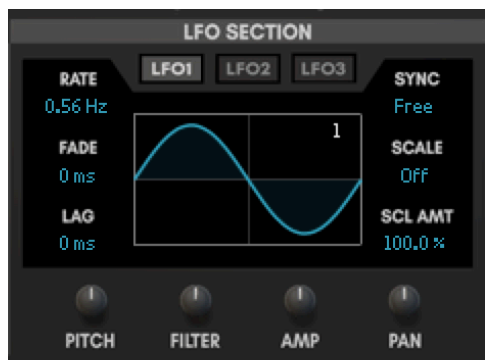 LFO SECTION
LFO1 LFO2 LFO3
RATE
0.56 Hz
FADE
0 ms
LAG
0 ms
1
SYNC
Free
SCALE
Off
SCL AMT
100.0 %
PITCH FILTER AMP PAN